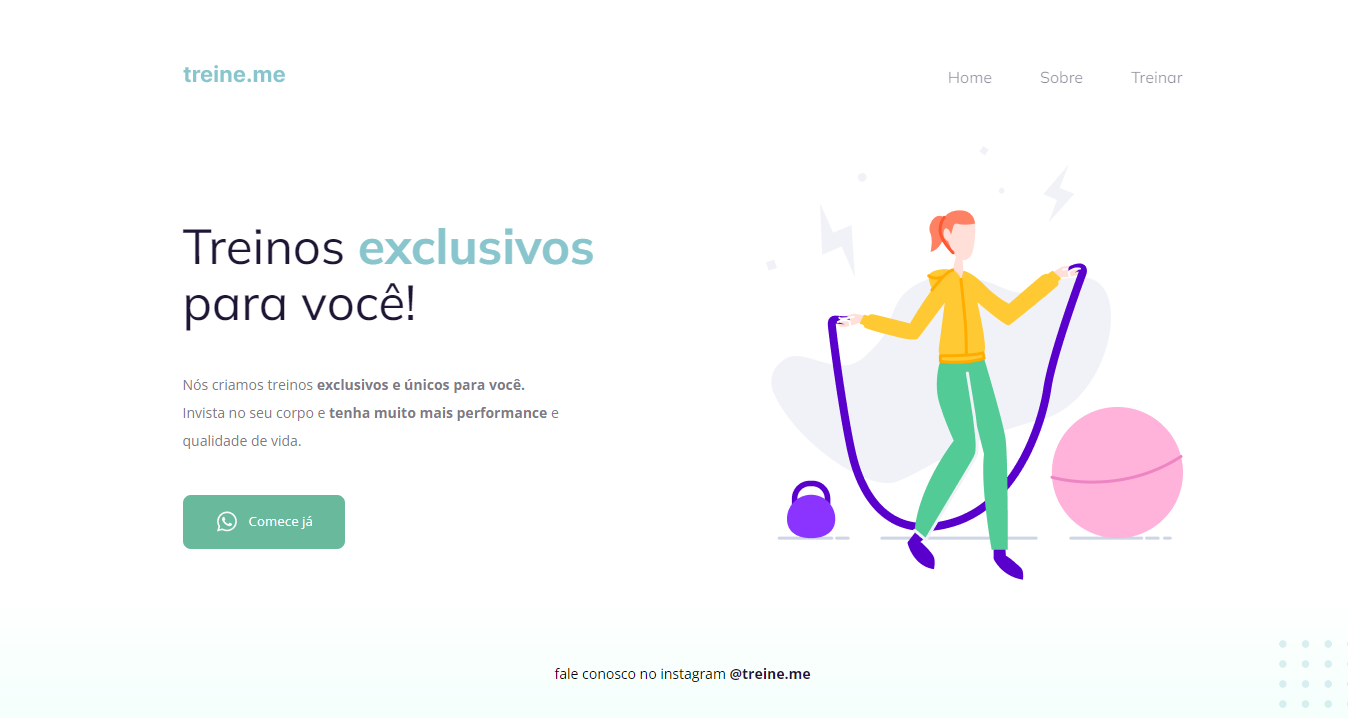 treine.me
Home Sobre Treinar
Treinos exclusivos
para você!
Nós criamos treinos exclusivos e únicos para você.
Invista no seu corpo e tenha muito mais performance e
qualidade de vida.
Comece já
fale conosco no instagram @treine.me